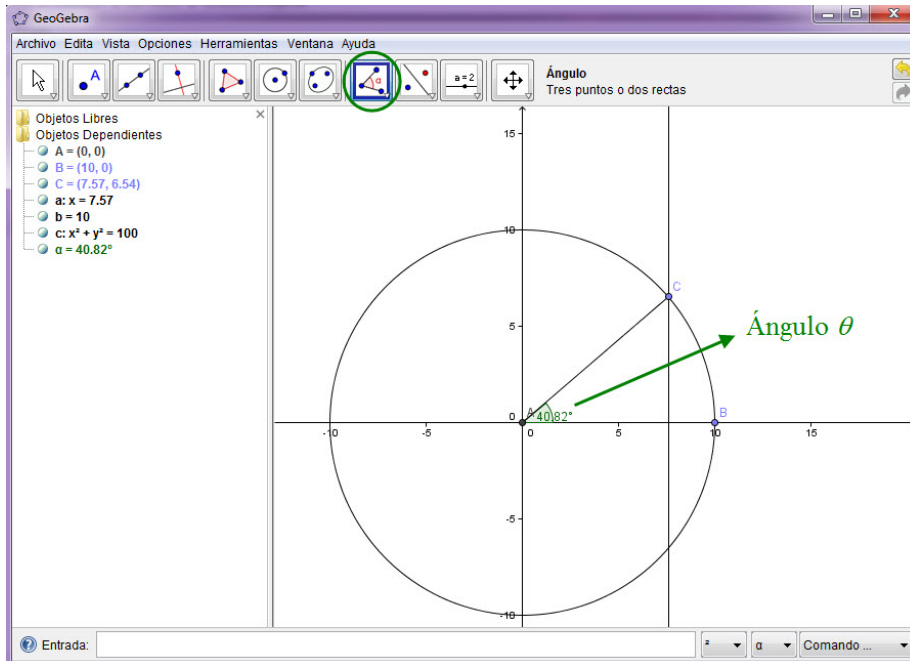 GeoGebra
Archivo Edita Vista Opciones Herramientas Ventana Ayuda
A
α
a = 2
Ángulo
Tres puntos o dos rectas
Objetos Libres
Objetos Dependientes
A = (0, 0)
B = (10, 0)
C = (7.57, 6.54)
a: x = 7.57
b = 10
c: x² + y² = 100
α = 40.82°
15
10
C
5
Ángulo θ
0 A 40.82° B
-10 -5 0 5 10 15
-5
-10
Entrada: ² α Comando ...